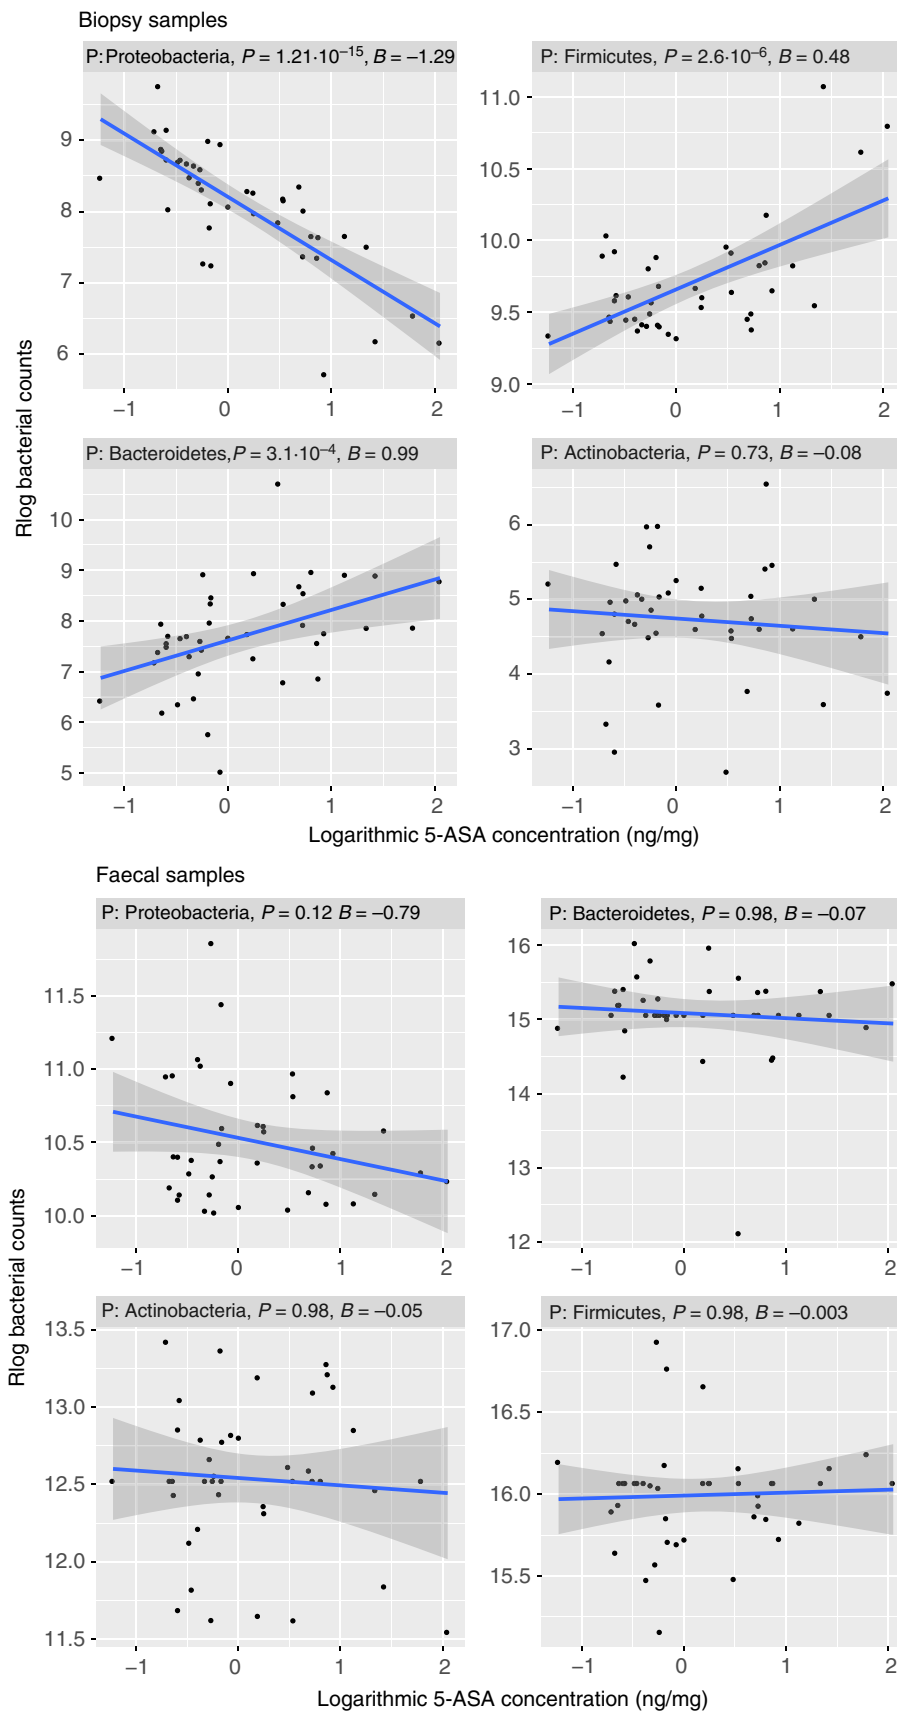 Biopsy samples
P:Proteobacteria, P = 1.21·10⁻¹⁵, B = −1.29
P: Firmicutes, P = 2.6·10⁻⁶, B = 0.48
9
8
7
6
−1 0 1 2
11.0
10.5
10.0
9.5
9.0
−1 0 1 2
Rlog bacterial counts
P: Bacteroidetes,P = 3.1·10⁻⁴, B = 0.99
P: Actinobacteria, P = 0.73, B = −0.08
10
9
8
7
6
5
−1 0 1 2
6
5
4
3
−1 0 1 2
Logarithmic 5-ASA concentration (ng/mg)
Faecal samples
P: Proteobacteria, P = 0.12 B = −0.79
P: Bacteroidetes, P = 0.98, B = −0.07
11.5
11.0
10.5
10.0
−1 0 1 2
16
15
14
13
12
−1 0 1 2
Rlog bacterial counts
P: Actinobacteria, P = 0.98, B = −0.05
P: Firmicutes, P = 0.98, B = −0.003
13.5
13.0
12.5
12.0
11.5
−1 0 1 2
17.0
16.5
16.0
15.5
−1 0 1 2
Logarithmic 5-ASA concentration (ng/mg)